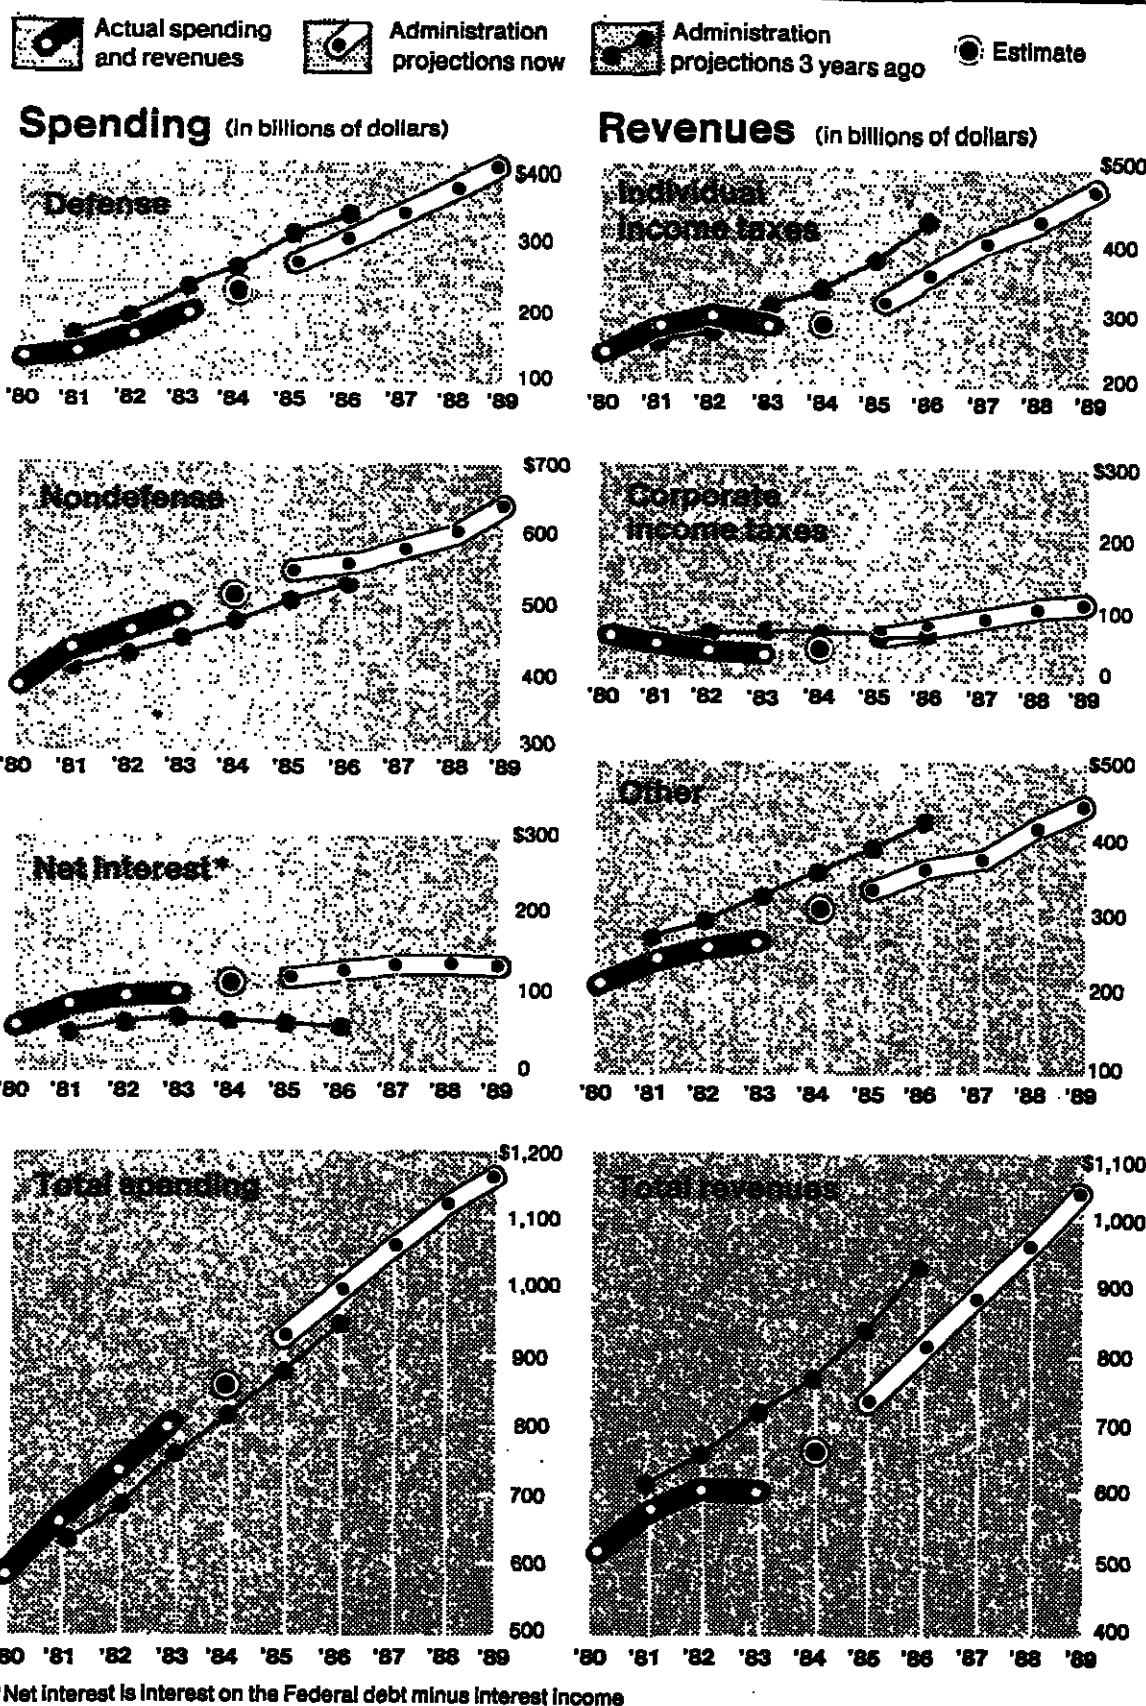 Actual spending
and revenues
Administration
projections now
Administration
projections 3 years ago
Estimate
Spending (in billions of dollars)
Defense
$400
300
200
100
'80 '81 '82 '83 '84 '85 '86 '87 '88 '89
Nondefense
$700
600
500
400
300
'80 '81 '82 '83 '84 '85 '86 '87 '88 '89
Net interest*
$300
200
100
0
'80 '81 '82 '83 '84 '85 '86 '87 '88 '89
Total spending
$1,200
1,100
1,000
900
800
700
600
500
80 '81 '82 '83 '84 '85 '86 '87 '88 '89
Revenues (in billions of dollars)
Individual
income taxes
$500
400
300
200
'80 '81 '82 '83 '84 '85 '86 '87 '88 '89
Corporate
income taxes
$300
200
100
0
'80 '81 '82 '83 '84 '85 '86 '87 '88 '89
Other
$500
400
300
200
100
'80 '81 '82 '83 '84 '85 '86 '87 '88 '89
Total revenues
$1,100
1,000
900
800
700
600
500
400
'80 '81 '82 '83 '84 '85 '86 '87 '88 '89
Net interest is interest on the Federal debt minus interest income